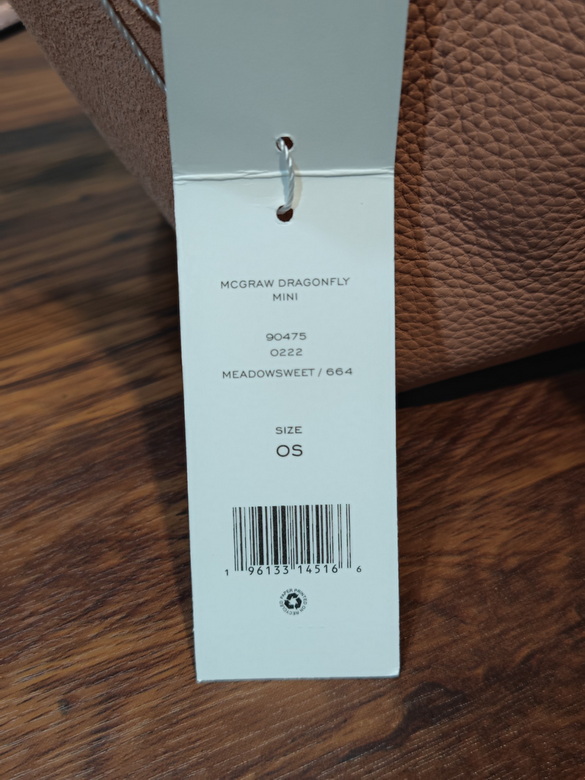 MCGRAW DRAGONFLY
MINI
90475
0222
MEADOWSWEET / 664
SIZE
OS
1 96133 14516 6